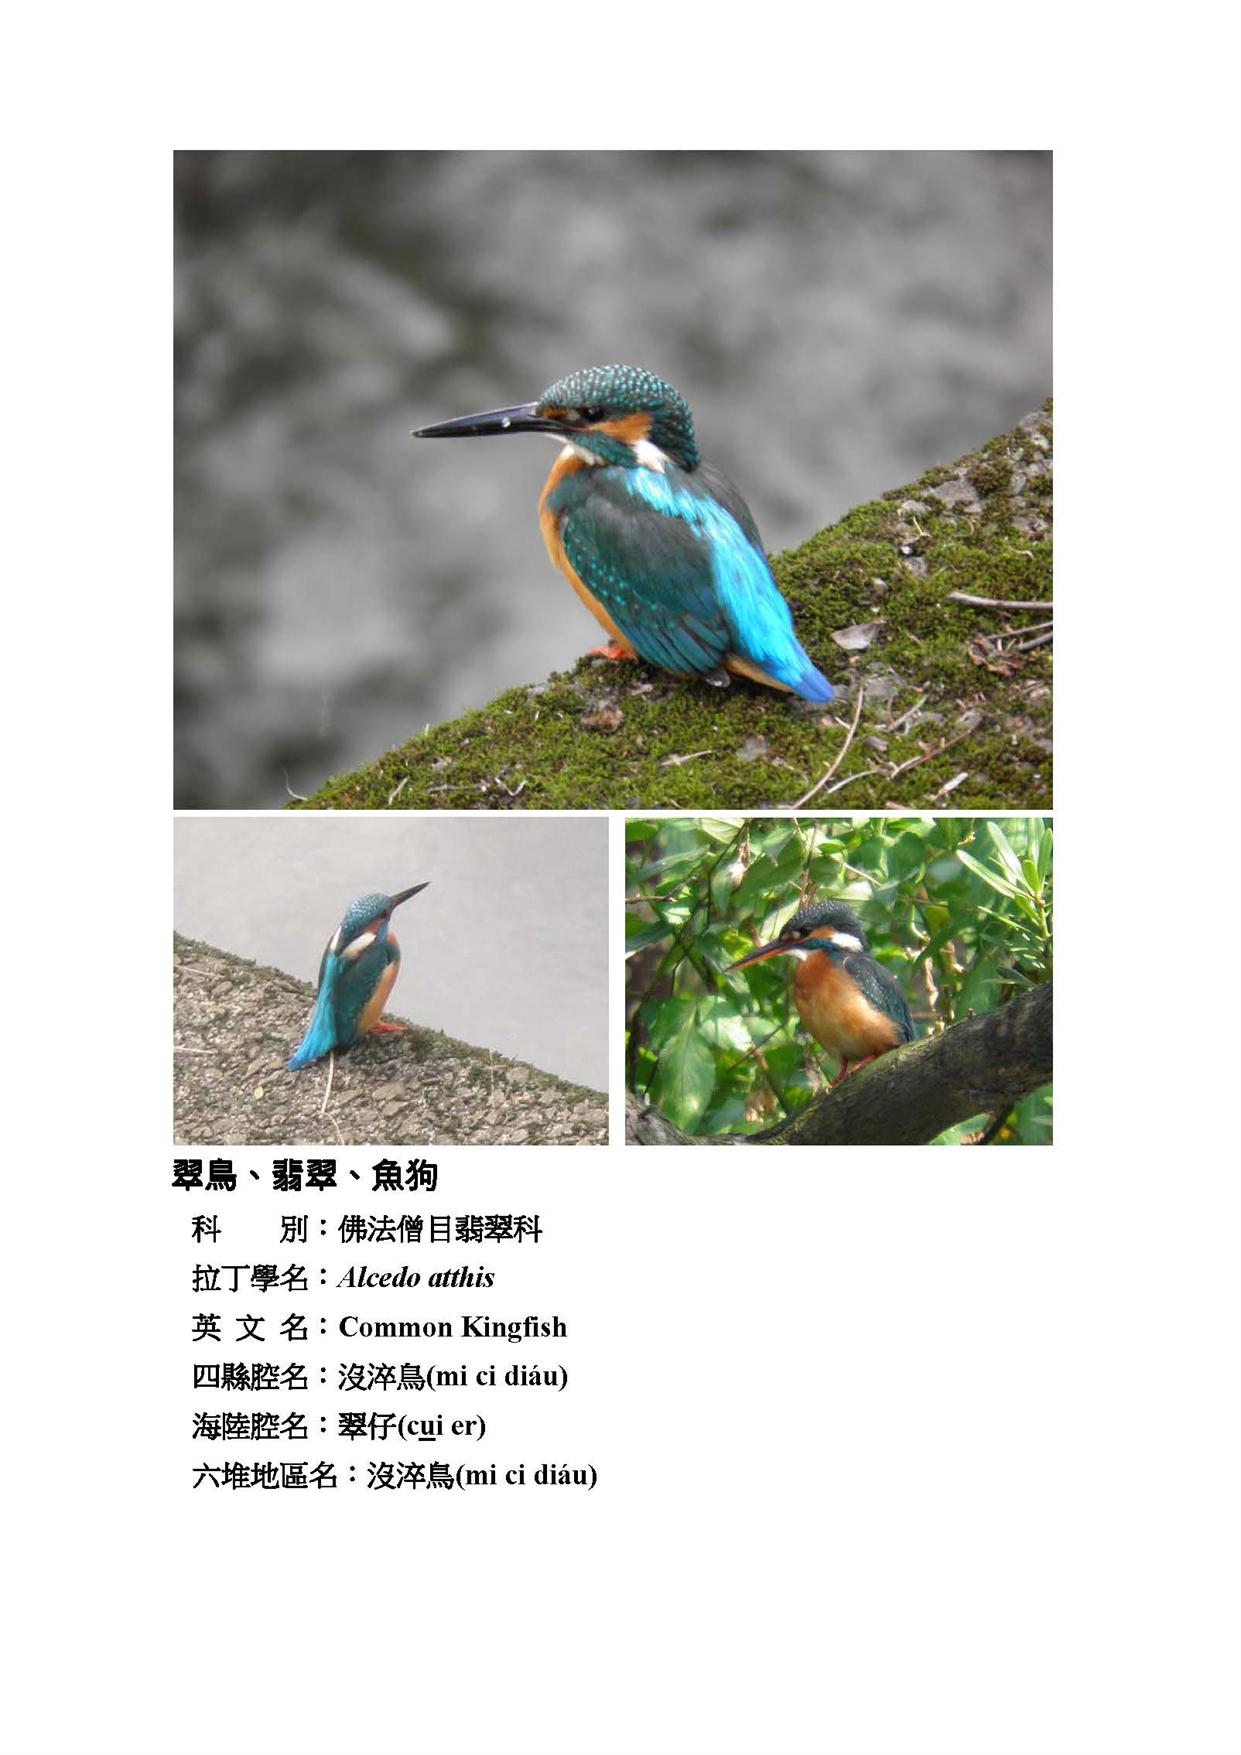 翠鳥、翡翠、魚狗
科　　別：佛法僧目翡翠科
拉丁學名：Alcedo atthis
英 文 名：Common Kingfish
四縣腔名：沒淬鳥(mi ci diáu)
海陸腔名：翠仔(cui er)
六堆地區名：沒淬鳥(mi ci diáu)